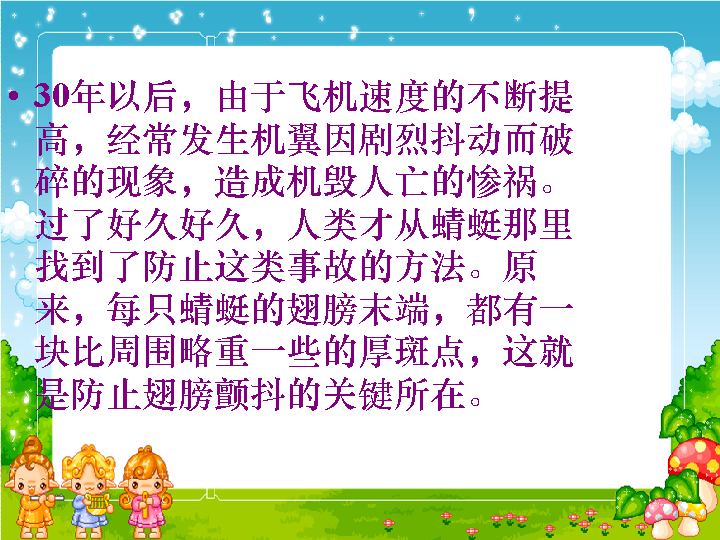 • 30年以后，由于飞机速度的不断提
高，经常发生机翼因剧烈抖动而破
碎的现象，造成机毁人亡的惨祸。
过了好久好久，人类才从蜻蜓那里
找到了防止这类事故的方法。原
来，每只蜻蜓的翅膀末端，都有一
块比周围略重一些的厚斑点，这就
是防止翅膀颤抖的关键所在。